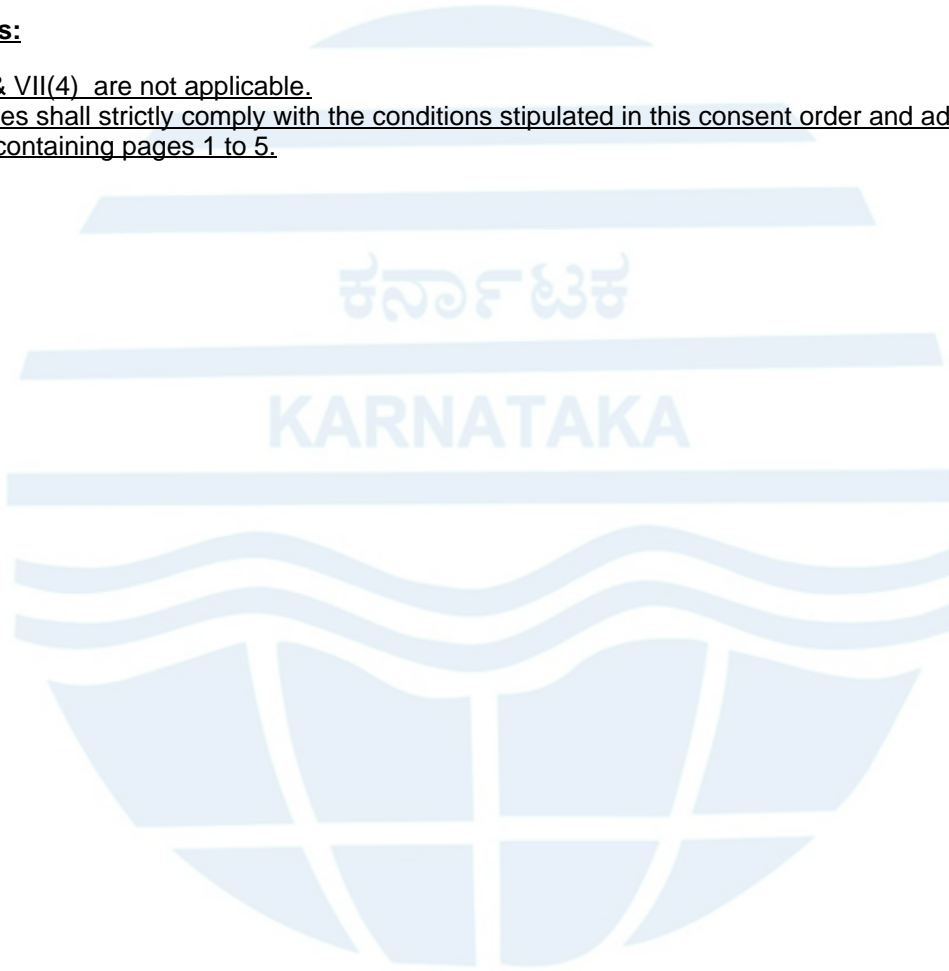 s:
& VII(4) are not applicable.
es shall strictly comply with the conditions stipulated in this consent order and ad
containing pages 1 to 5.
ಕರ್ನಾಟಕ
KARNATAKA